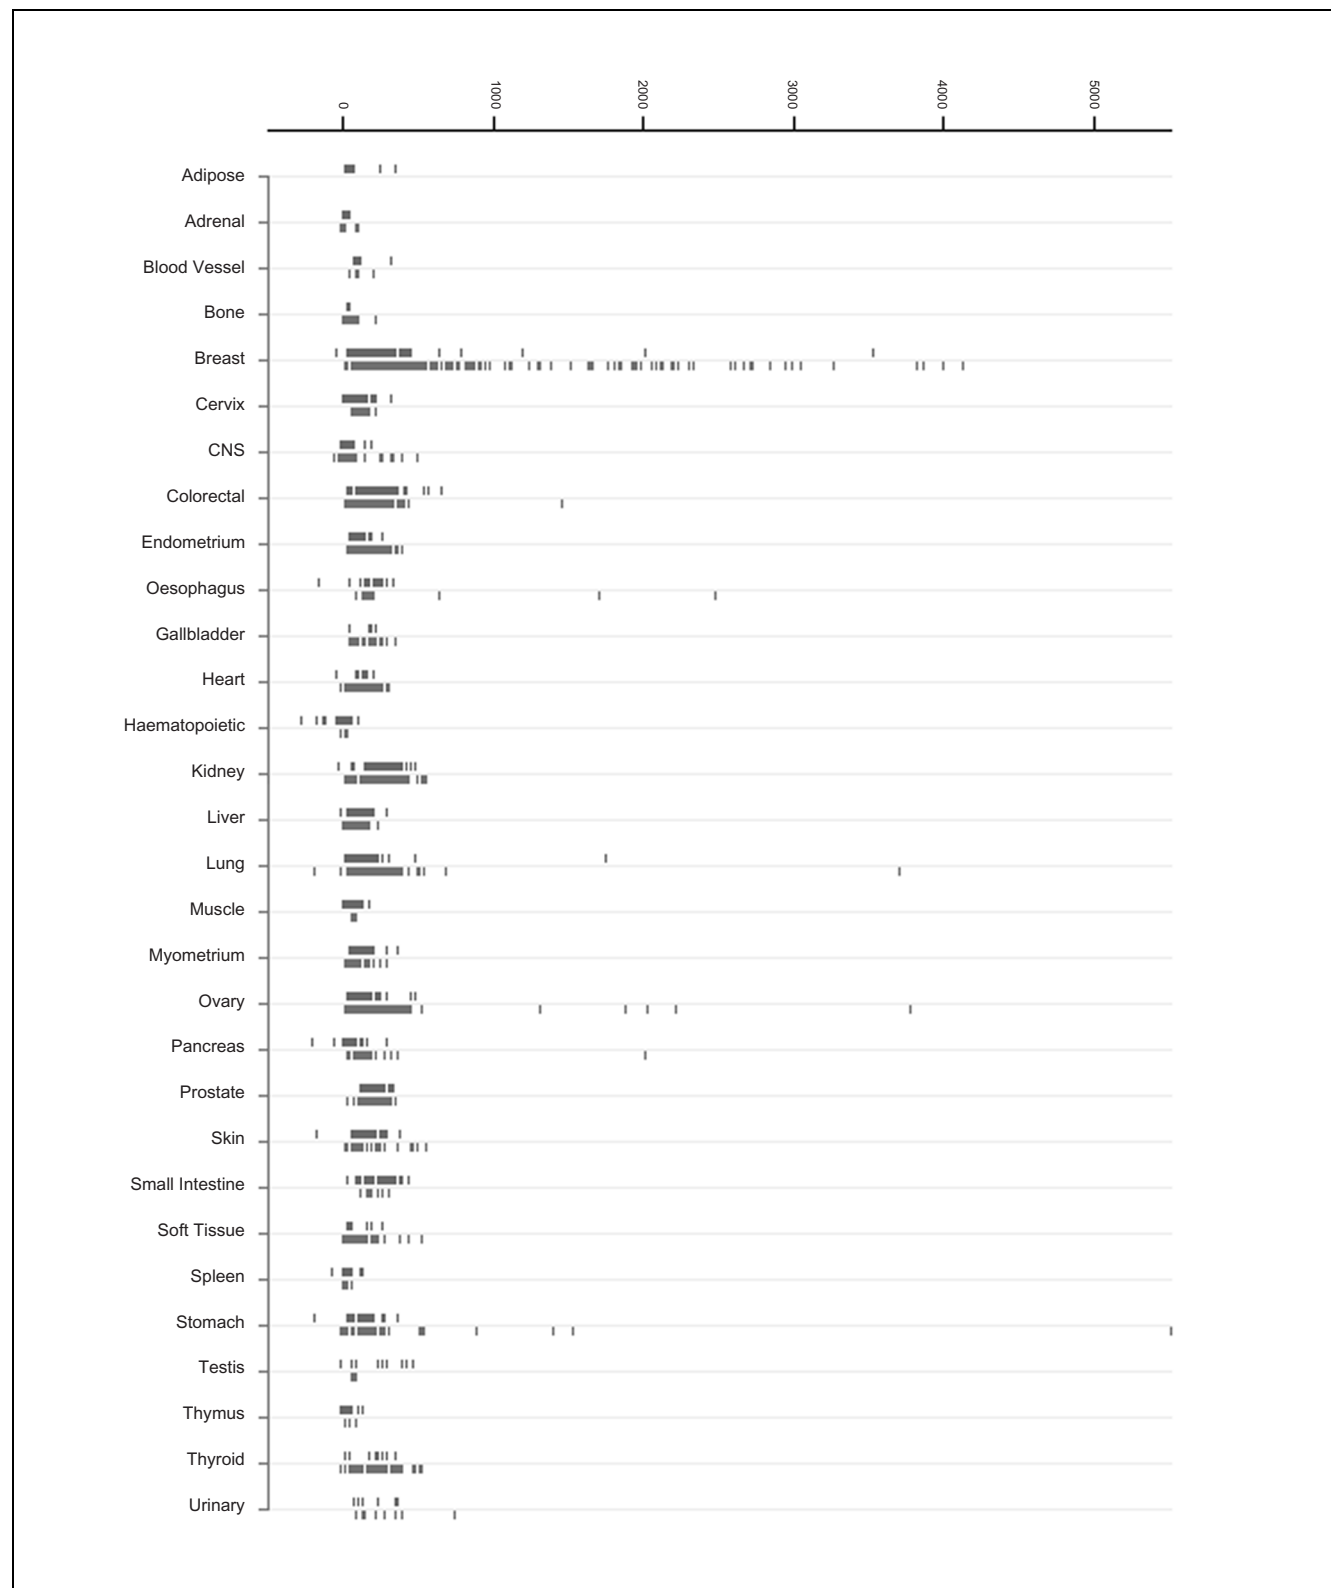 0
1000
2000
3000
4000
5000
Adipose
Adrenal
Blood Vessel
Bone
Breast
Cervix
CNS
Colorectal
Endometrium
Oesophagus
Gallbladder
Heart
Haematopoietic
Kidney
Liver
Lung
Muscle
Myometrium
Ovary
Pancreas
Prostate
Skin
Small Intestine
Soft Tissue
Spleen
Stomach
Testis
Thymus
Thyroid
Urinary